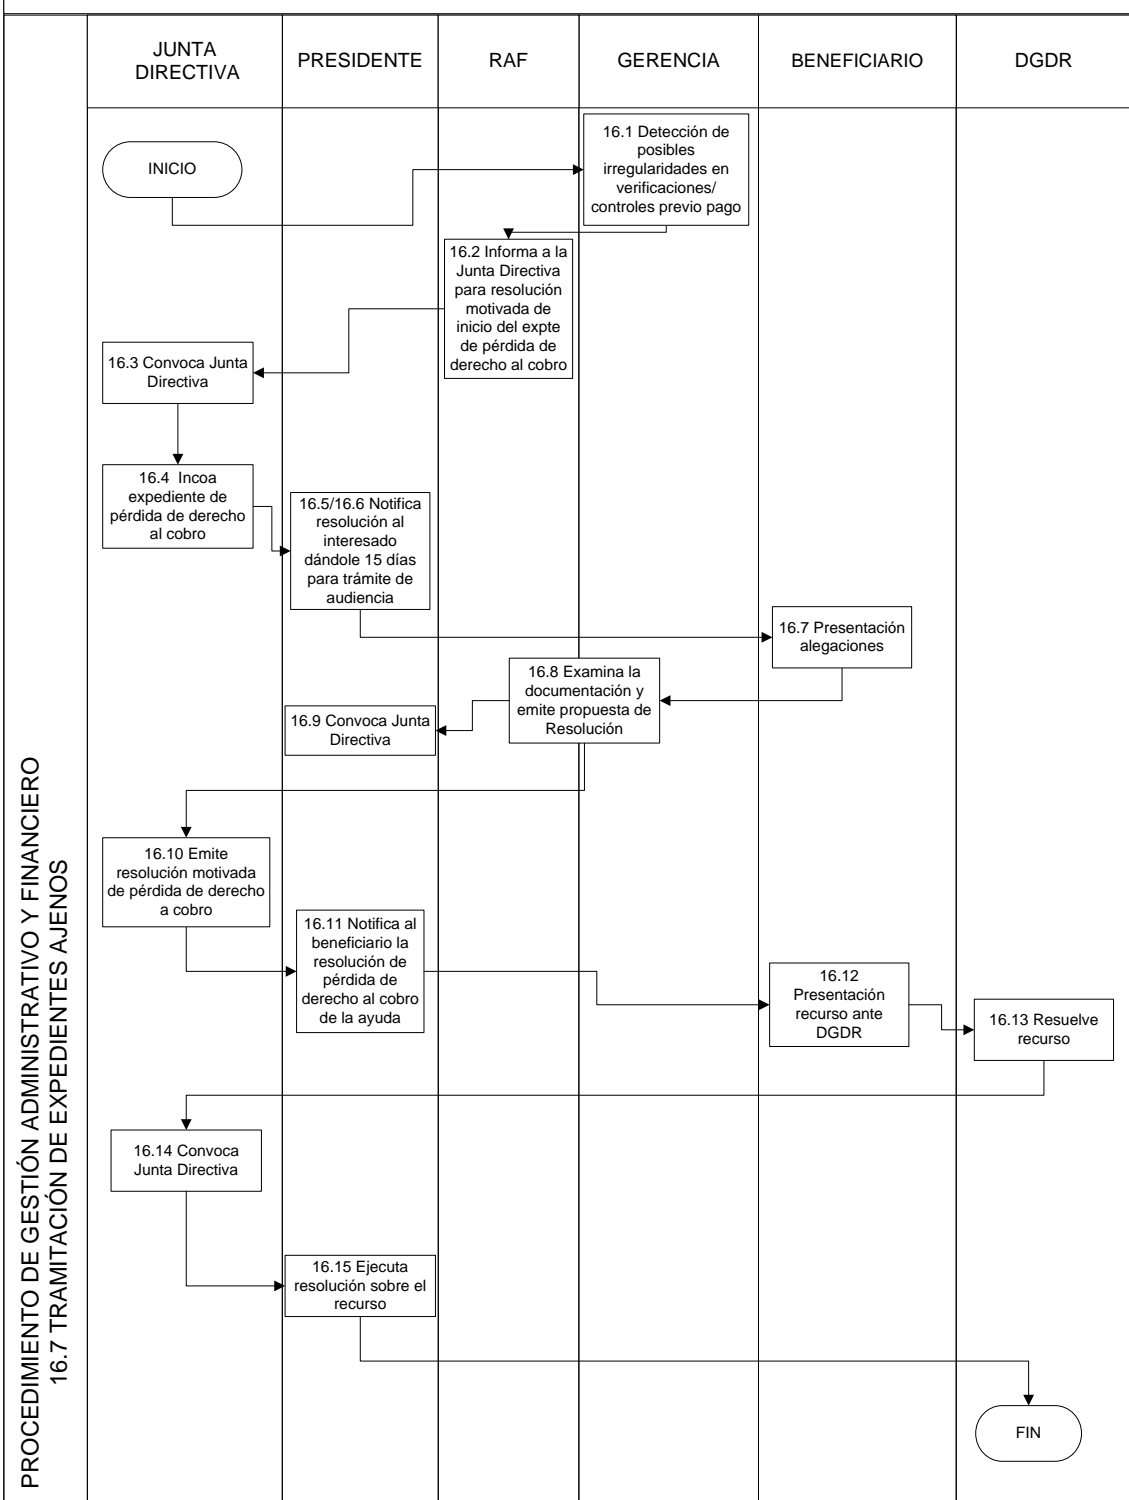 PROCEDIMIENTO DE GESTIÓN ADMINISTRATIVO Y FINANCIERO
16.7 TRAMITACIÓN DE EXPEDIENTES AJENOS
JUNTA
DIRECTIVA
PRESIDENTE
RAF
GERENCIA
BENEFICIARIO
DGDR
INICIO
16.1 Detección de
posibles
irregularidades en
verificaciones/
controles previo pago
16.2 Informa a la
Junta Directiva
para resolución
motivada de
inicio del expte
de pérdida de
derecho al cobro
16.3 Convoca Junta
Directiva
16.4 Incoa
expediente de
pérdida de derecho
al cobro
16.5/16.6 Notifica
resolución al
interesado
dándole 15 días
para trámite de
audiencia
16.7 Presentación
alegaciones
16.8 Examina la
documentación y
emite propuesta de
Resolución
16.9 Convoca Junta
Directiva
16.10 Emite
resolución motivada
de pérdida de derecho
a cobro
16.11 Notifica al
beneficiario la
resolución de
pérdida de
derecho al cobro
de la ayuda
16.12
Presentación
recurso ante
DGDR
16.13 Resuelve
recurso
16.14 Convoca
Junta Directiva
16.15 Ejecuta
resolución sobre el
recurso
FIN